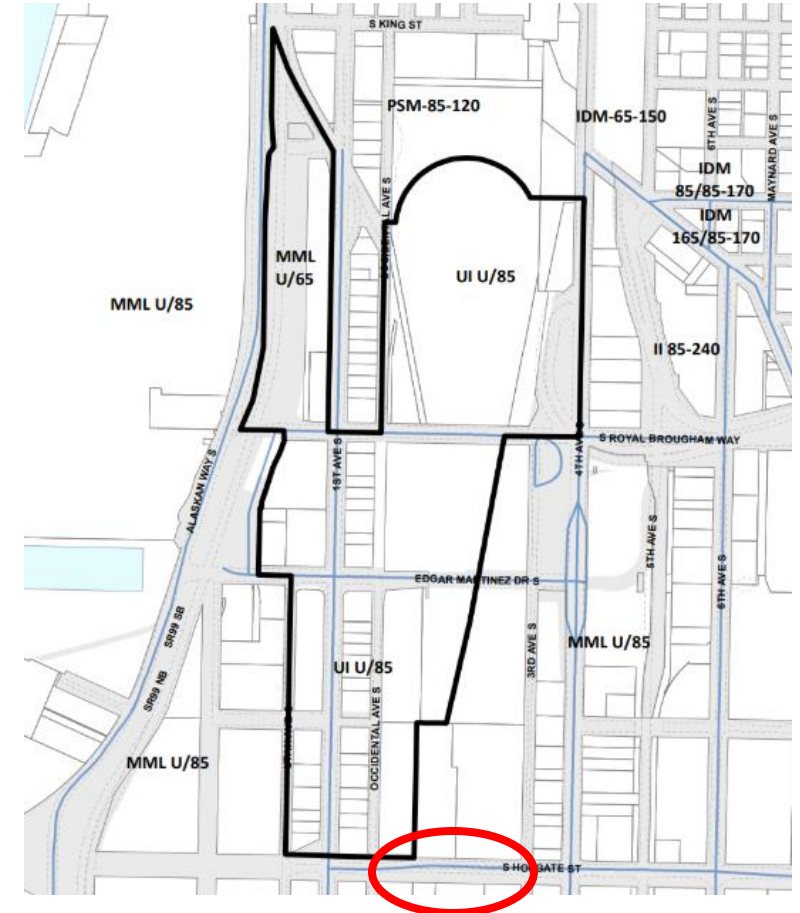 S KING ST
PSM-85-120
IDM-65-150
6TH AVE S
MAYNARD AVE S
IDM
85/85-170
IDM
165/85-170
OCCIDENTAL AVE S
MML
U/65
UI U/85
MML U/85
II 85-240
S ROYAL BROUGHAM WAY
1ST AVE S
4TH AVE S
ALASKAN WAY S
5TH AVE S
6TH AVE S
EDGAR MARTINEZ DR S
SR99 SB
3RD AVE S
MML U/85
UI U/85
SR99 NB
OCCIDENTAL AVE S
MML U/85
S HOLGATE ST